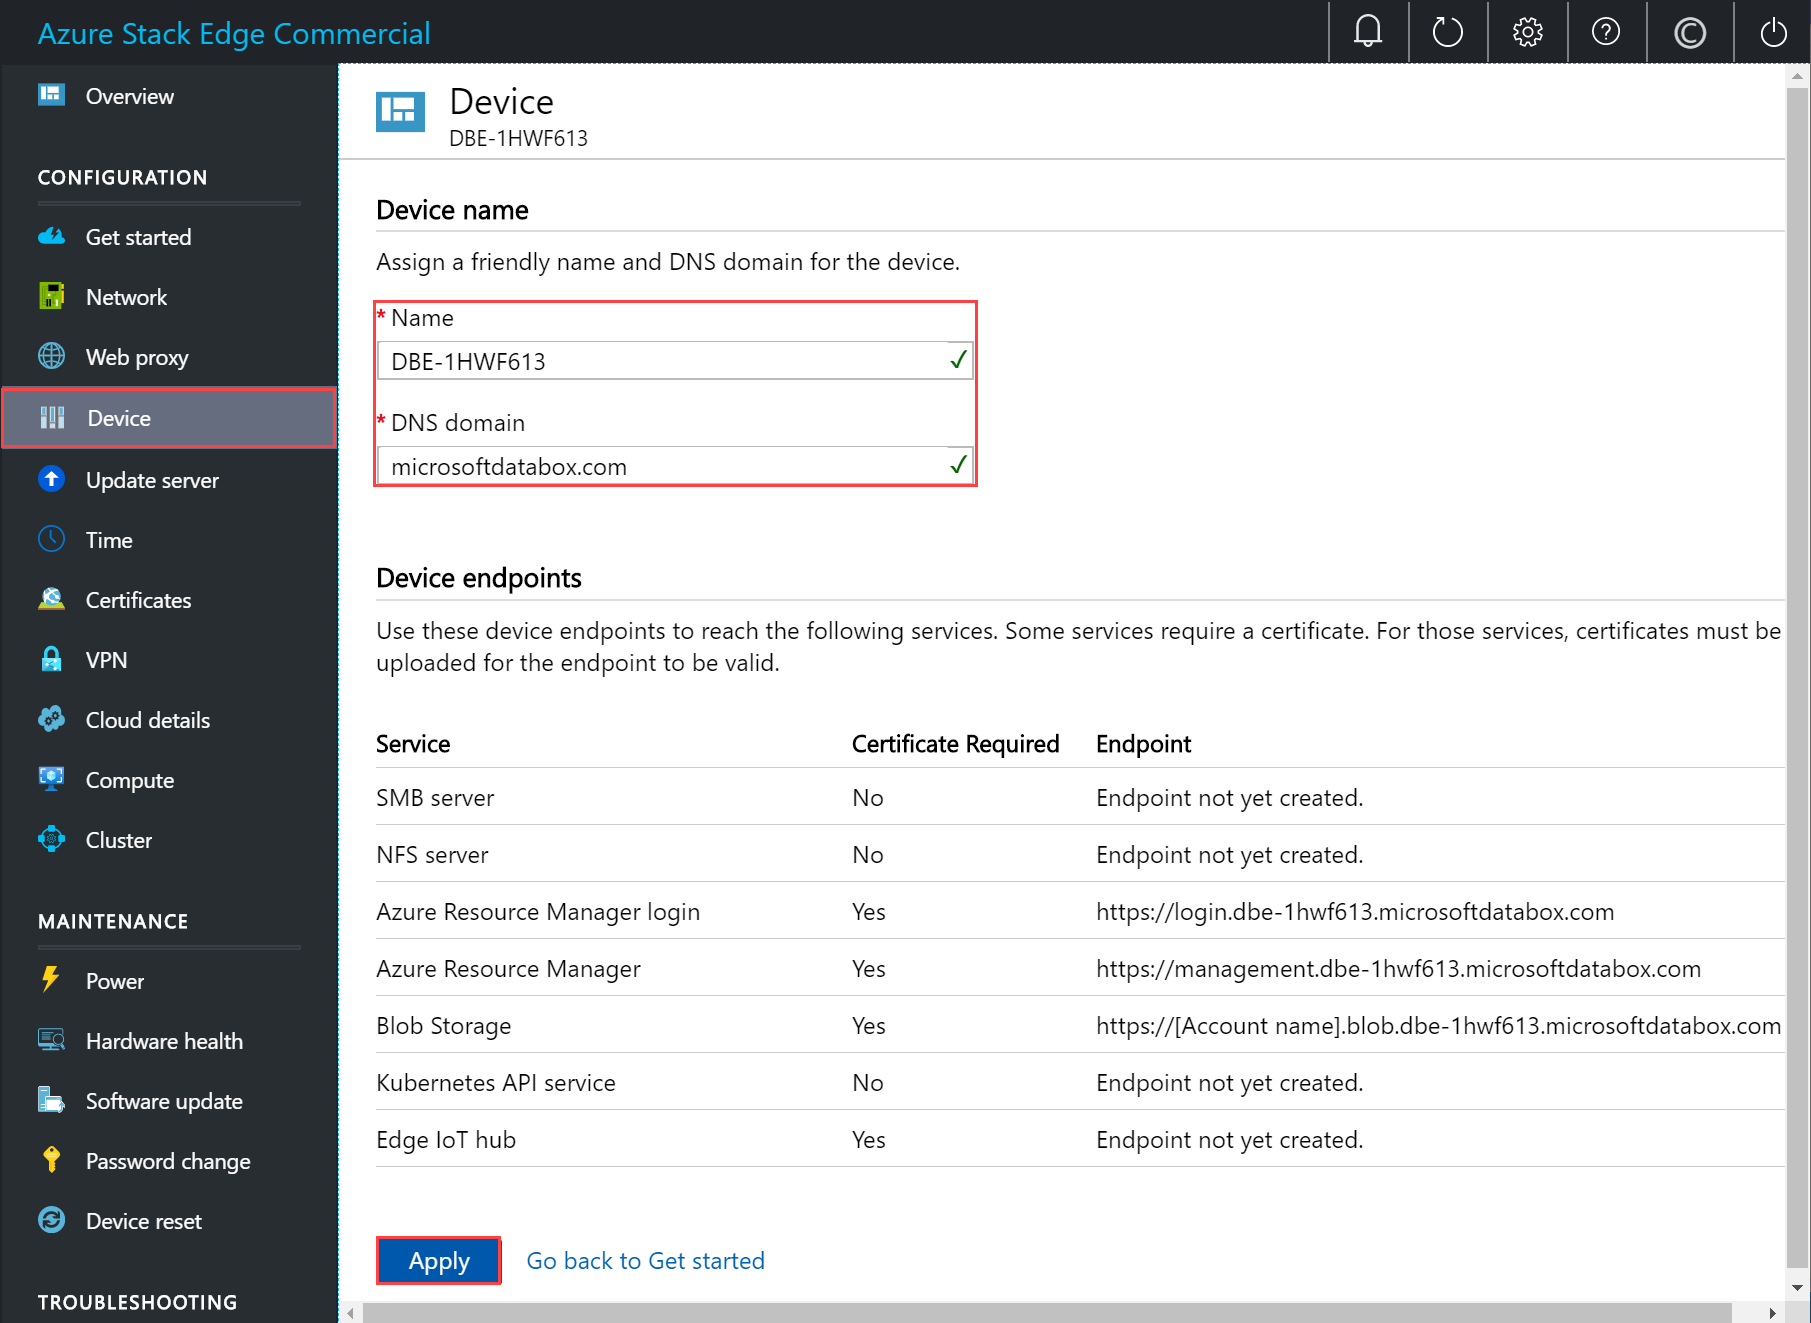 Azure Stack Edge Commercial
Overview
CONFIGURATION
Get started
Network
Web proxy
Device
Update server
Time
Certificates
VPN
Cloud details
Compute
Cluster
MAINTENANCE
Power
Hardware health
Software update
Password change
Device reset
TROUBLESHOOTING
Device
DBE-1HWF613
Device name
Assign a friendly name and DNS domain for the device.
* Name
DBE-1HWF613
* DNS domain
microsoftdatabox.com
Device endpoints
Use these device endpoints to reach the following services. Some services require a certificate. For those services, certificates must be
uploaded for the endpoint to be valid.
Service Certificate Required Endpoint
SMB server No Endpoint not yet created.
NFS server No Endpoint not yet created.
Azure Resource Manager login Yes https://login.dbe-1hwf613.microsoftdatabox.com
Azure Resource Manager Yes https://management.dbe-1hwf613.microsoftdatabox.com
Blob Storage Yes https://[Account name].blob.dbe-1hwf613.microsoftdatabox.com
Kubernetes API service No Endpoint not yet created.
Edge IoT hub Yes Endpoint not yet created.
Apply Go back to Get started